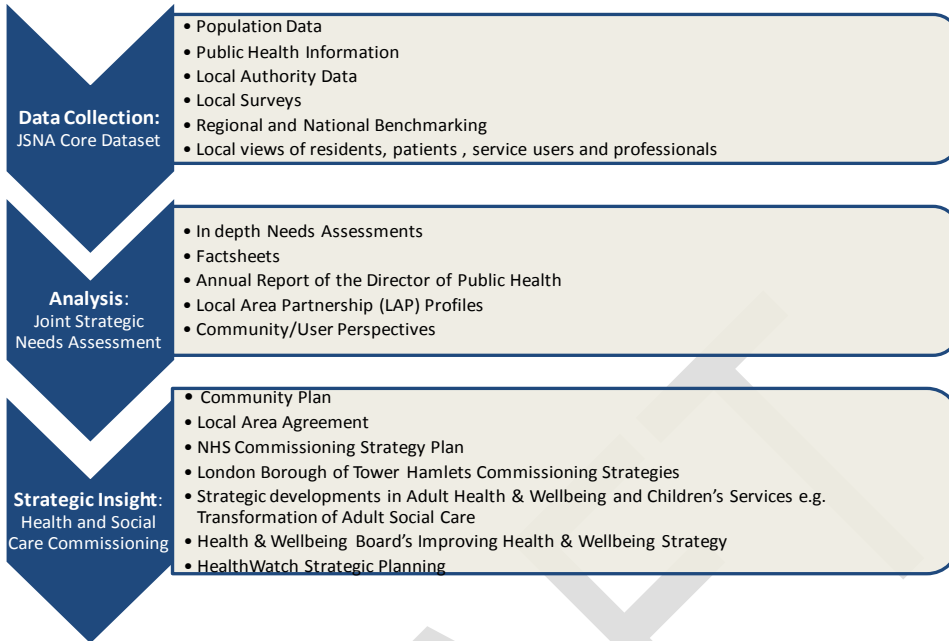 • Population Data
• Public Health Information
• Local Authority Data
• Local Surveys
• Regional and National Benchmarking
• Local views of residents, patients , service users and professionals
Data Collection:
JSNA Core Dataset
• In depth Needs Assessments
• Factsheets
• Annual Report of the Director of Public Health
• Local Area Partnership (LAP) Profiles
• Community/User Perspectives
Analysis:
Joint Strategic
Needs Assessment
• Community Plan
• Local Area Agreement
• NHS Commissioning Strategy Plan
• London Borough of Tower Hamlets Commissioning Strategies
• Strategic developments in Adult Health & Wellbeing and Children’s Services e.g.
Transformation of Adult Social Care
• Health & Wellbeing Board’s Improving Health & Wellbeing Strategy
• HealthWatch Strategic Planning
Strategic Insight:
Health and Social
Care Commissioning